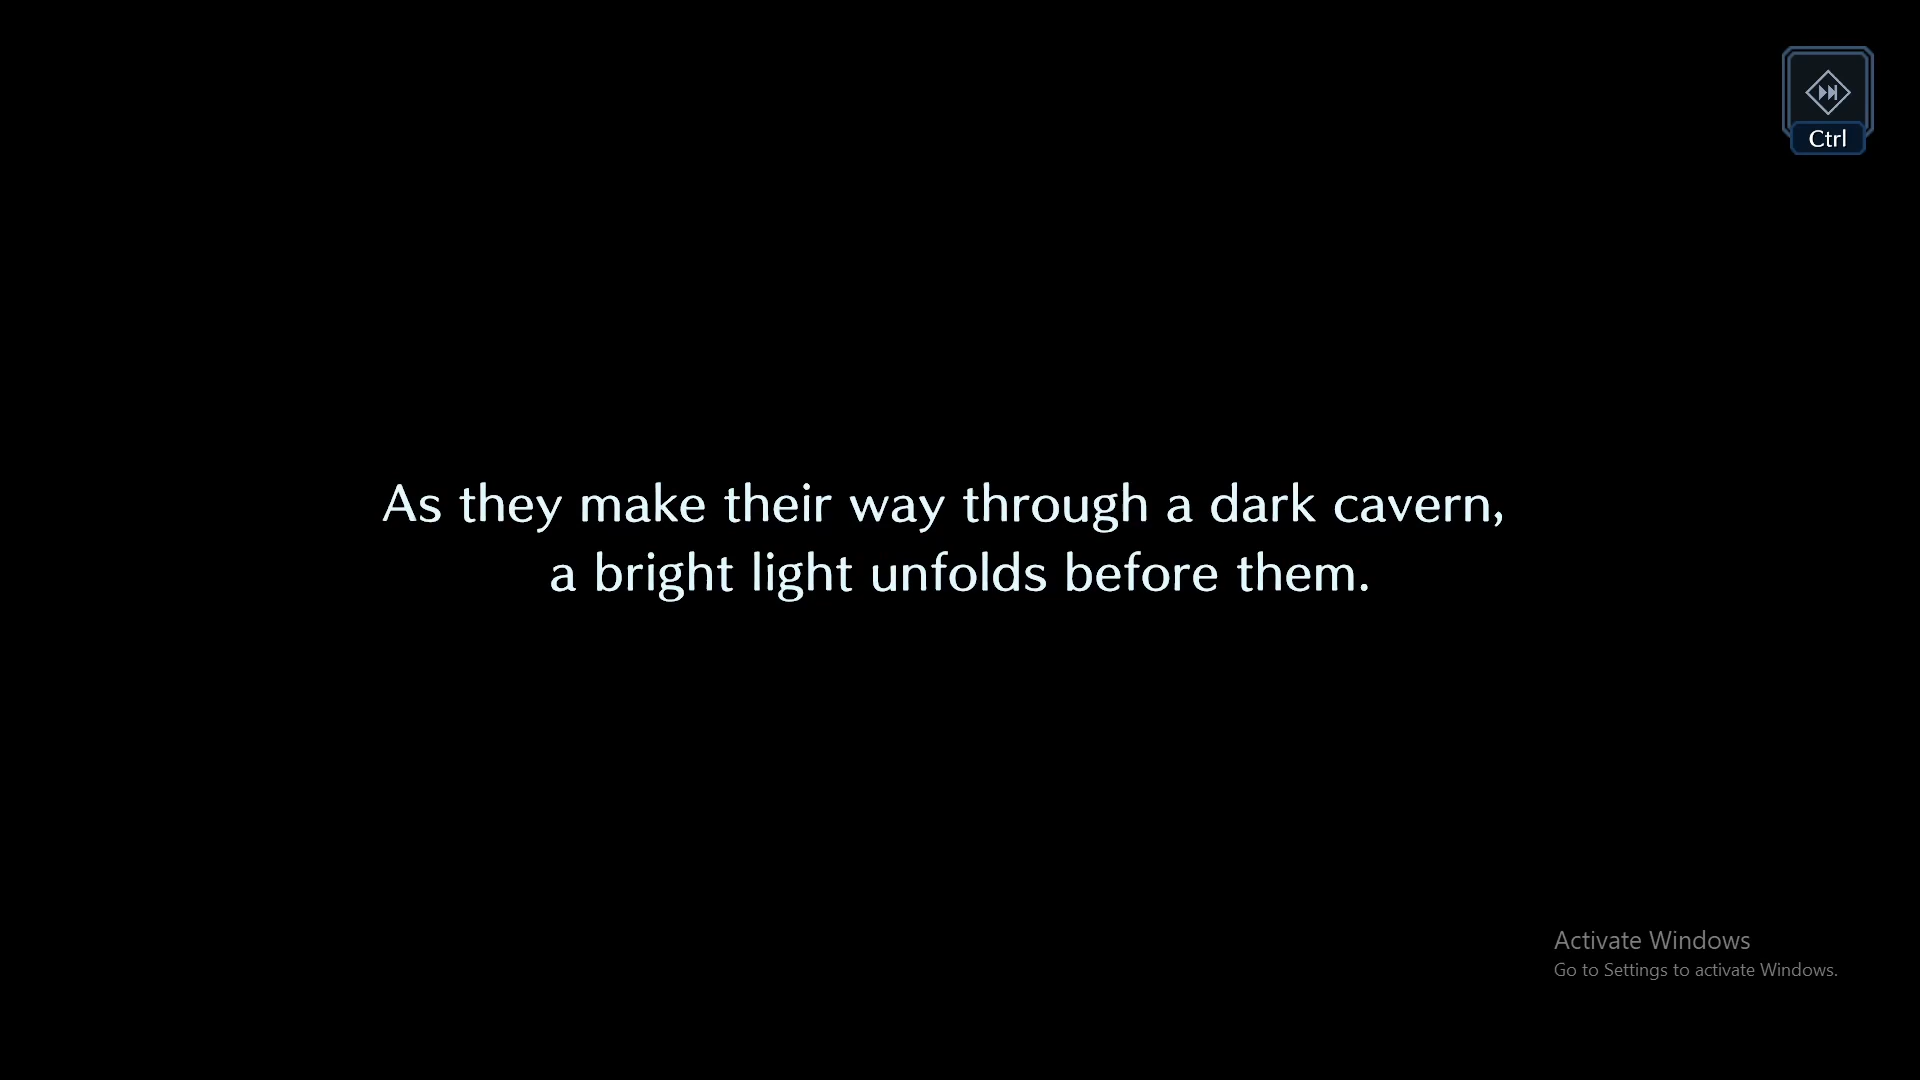 Ctrl
As they make their way through a dark cavern,
a bright light unfolds before them.
Activate Windows
Go to Settings to activate Windows.